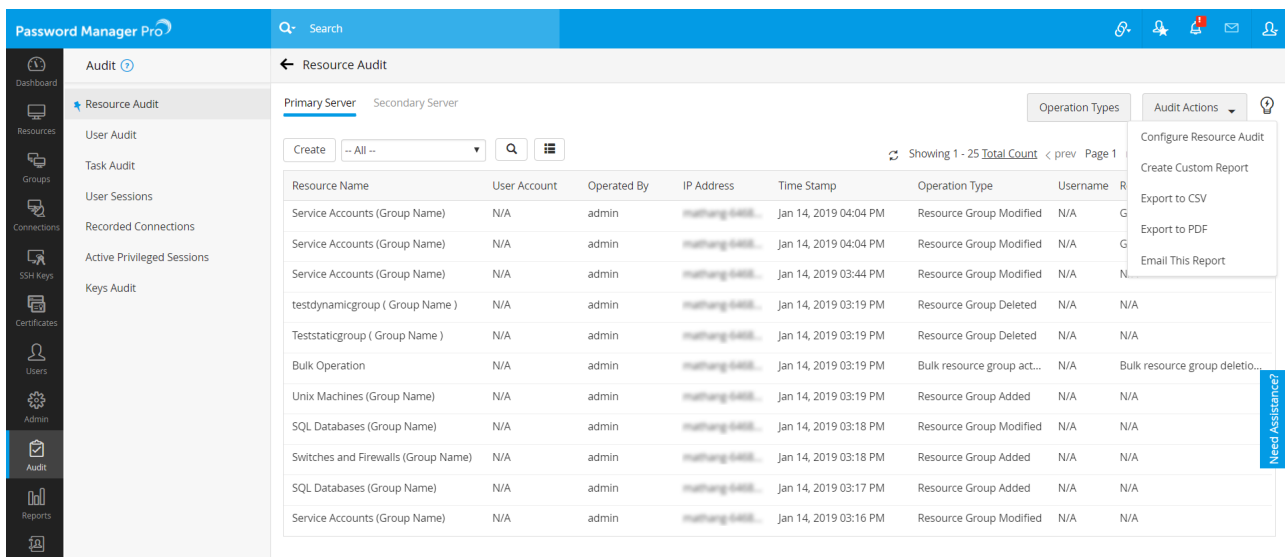 Password Manager Pro
Search
Dashboard
Resources
Groups
Connections
SSH Keys
Certificates
Users
Admin
Audit
Reports
Audit ?
Resource Audit
User Audit
Task Audit
User Sessions
Recorded Connections
Active Privileged Sessions
Keys Audit
← Resource Audit
Primary Server Secondary Server
Operation Types Audit Actions
Configure Resource Audit
Create Custom Report
Export to CSV
Export to PDF
Email This Report
Create -- All --
Showing 1 - 25 Total Count < prev Page 1
Resource Name User Account Operated By IP Address Time Stamp Operation Type Username R
Service Accounts (Group Name) N/A admin Jan 14, 2019 04:04 PM Resource Group Modified N/A G
Service Accounts (Group Name) N/A admin Jan 14, 2019 04:04 PM Resource Group Modified N/A G
Service Accounts (Group Name) N/A admin Jan 14, 2019 03:44 PM Resource Group Modified N/A N
testdynamicgroup ( Group Name ) N/A admin Jan 14, 2019 03:19 PM Resource Group Deleted N/A N/A
Teststaticgroup ( Group Name ) N/A admin Jan 14, 2019 03:19 PM Resource Group Deleted N/A N/A
Bulk Operation N/A admin Jan 14, 2019 03:19 PM Bulk resource group act... N/A Bulk resource group deletio...
Unix Machines (Group Name) N/A admin Jan 14, 2019 03:19 PM Resource Group Added N/A N/A
SQL Databases (Group Name) N/A admin Jan 14, 2019 03:18 PM Resource Group Modified N/A N/A
Switches and Firewalls (Group Name) N/A admin Jan 14, 2019 03:18 PM Resource Group Added N/A N/A
SQL Databases (Group Name) N/A admin Jan 14, 2019 03:17 PM Resource Group Added N/A N/A
Service Accounts (Group Name) N/A admin Jan 14, 2019 03:16 PM Resource Group Modified N/A N/A
Need Assistance?